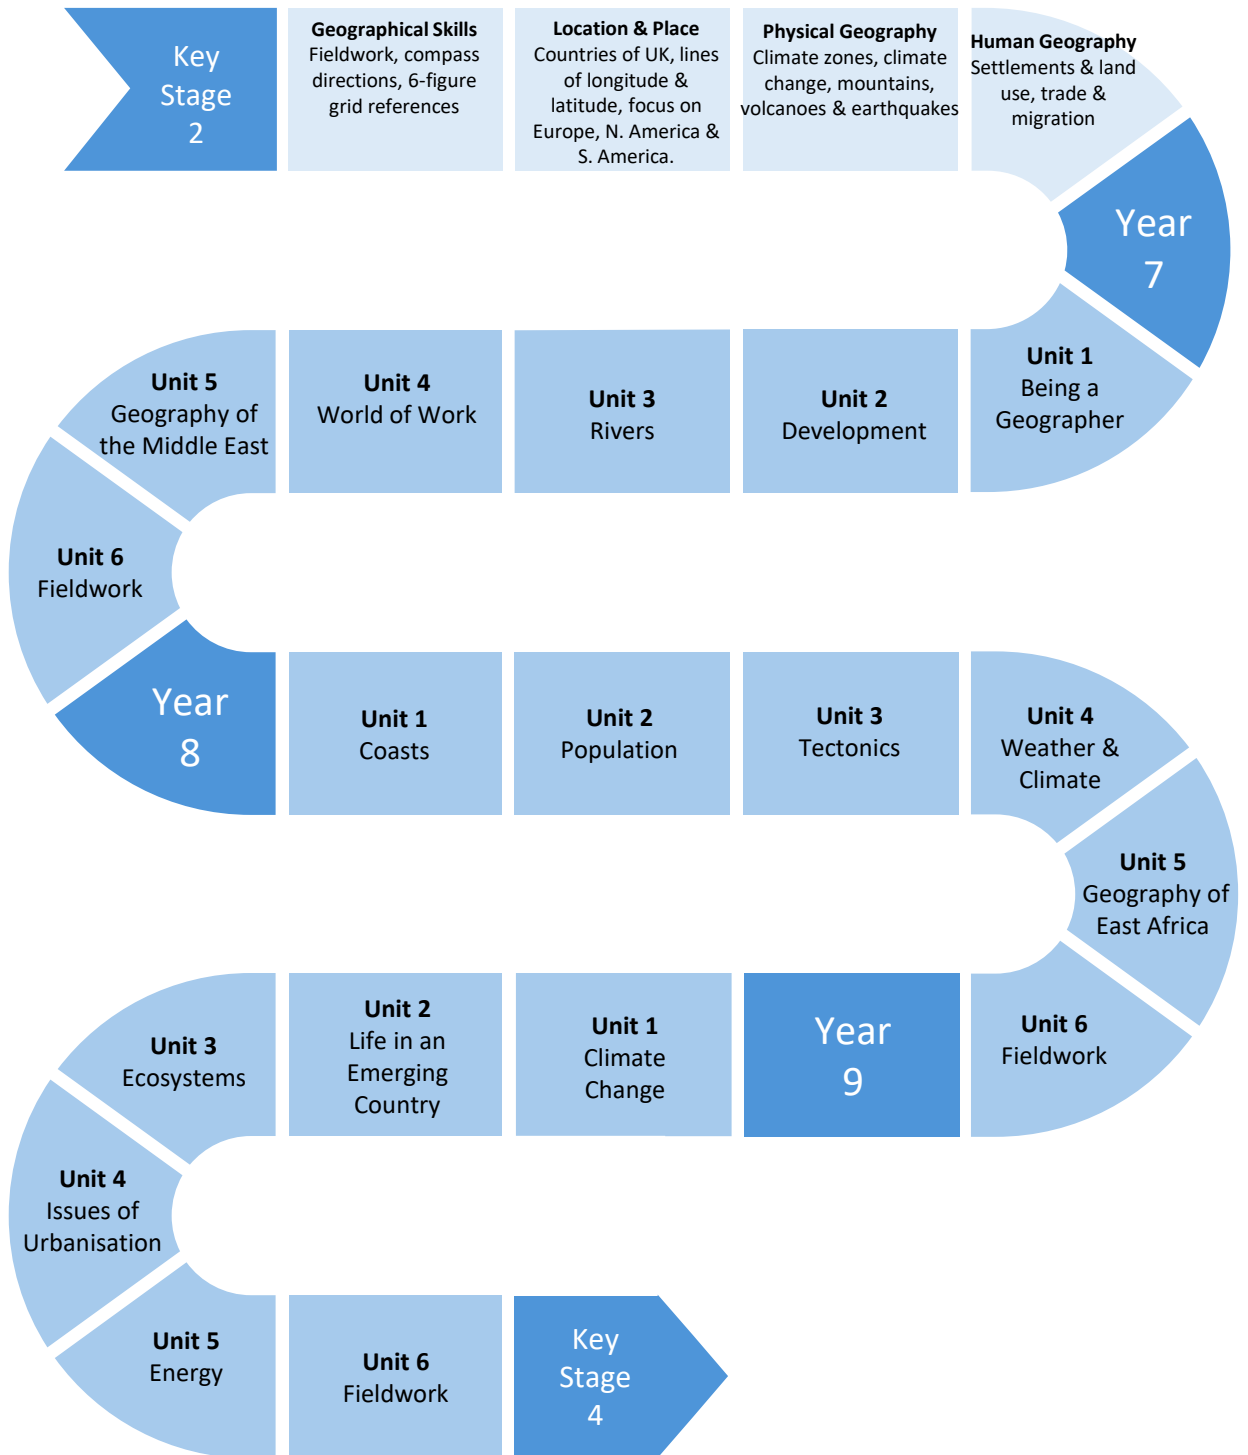 Key
Stage
2
Geographical Skills
Fieldwork, compass
directions, 6-figure
grid references
Location & Place
Countries of UK, lines
of longitude &
latitude, focus on
Europe, N. America &
S. America.
Physical Geography
Climate zones, climate
change, mountains,
volcanoes & earthquakes
Human Geography
Settlements & land
use, trade &
migration
Year
7
Unit 1
Being a
Geographer
Unit 2
Development
Unit 3
Rivers
Unit 4
World of Work
Unit 5
Geography of
the Middle East
Unit 6
Fieldwork
Year
8
Unit 1
Coasts
Unit 2
Population
Unit 3
Tectonics
Unit 4
Weather &
Climate
Unit 5
Geography of
East Africa
Unit 6
Fieldwork
Year
9
Unit 1
Climate
Change
Unit 2
Life in an
Emerging
Country
Unit 3
Ecosystems
Unit 4
Issues of
Urbanisation
Unit 5
Energy
Unit 6
Fieldwork
Key
Stage
4